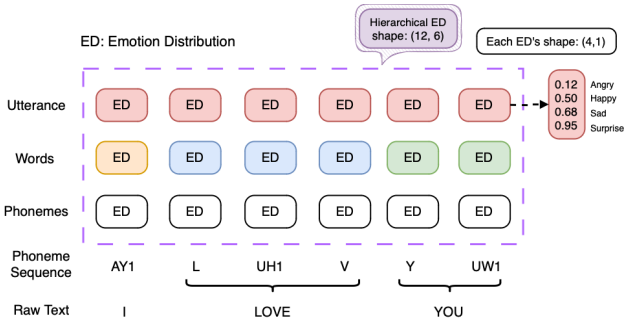 Hierarchical ED
shape: (12, 6)
ED: Emotion Distribution
Each ED's shape: (4,1)
Utterance ED ED ED ED ED ED
0.12 Angry
0.50 Happy
0.68 Sad
0.95 Surprise
Words ED ED ED ED ED ED
Phonemes ED ED ED ED ED ED
Phoneme
Sequence
AY1 L UH1 V Y UW1
Raw Text I LOVE YOU